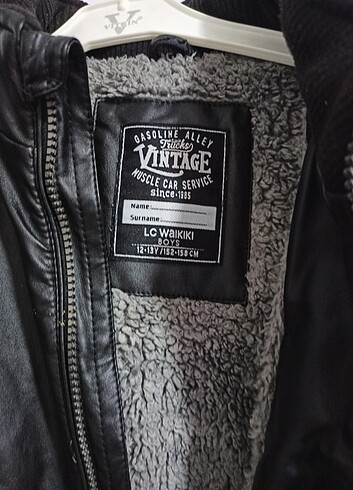 GASOLINE ALLEY
Trucks
VINTAGE
MUSCLE CAR SERVICE
since·1985
Name:
Surname:
LC WAIKIKI
BOYS
12-13Y/152-158 CM